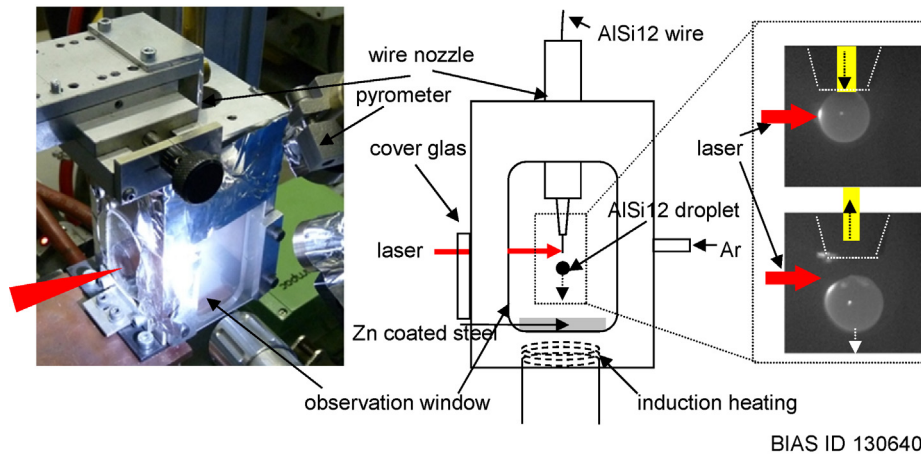 AlSi12 wire
wire nozzle
pyrometer
cover glas
laser
AlSi12 droplet
laser
Ar
Zn coated steel
observation window
induction heating
BIAS ID 130640